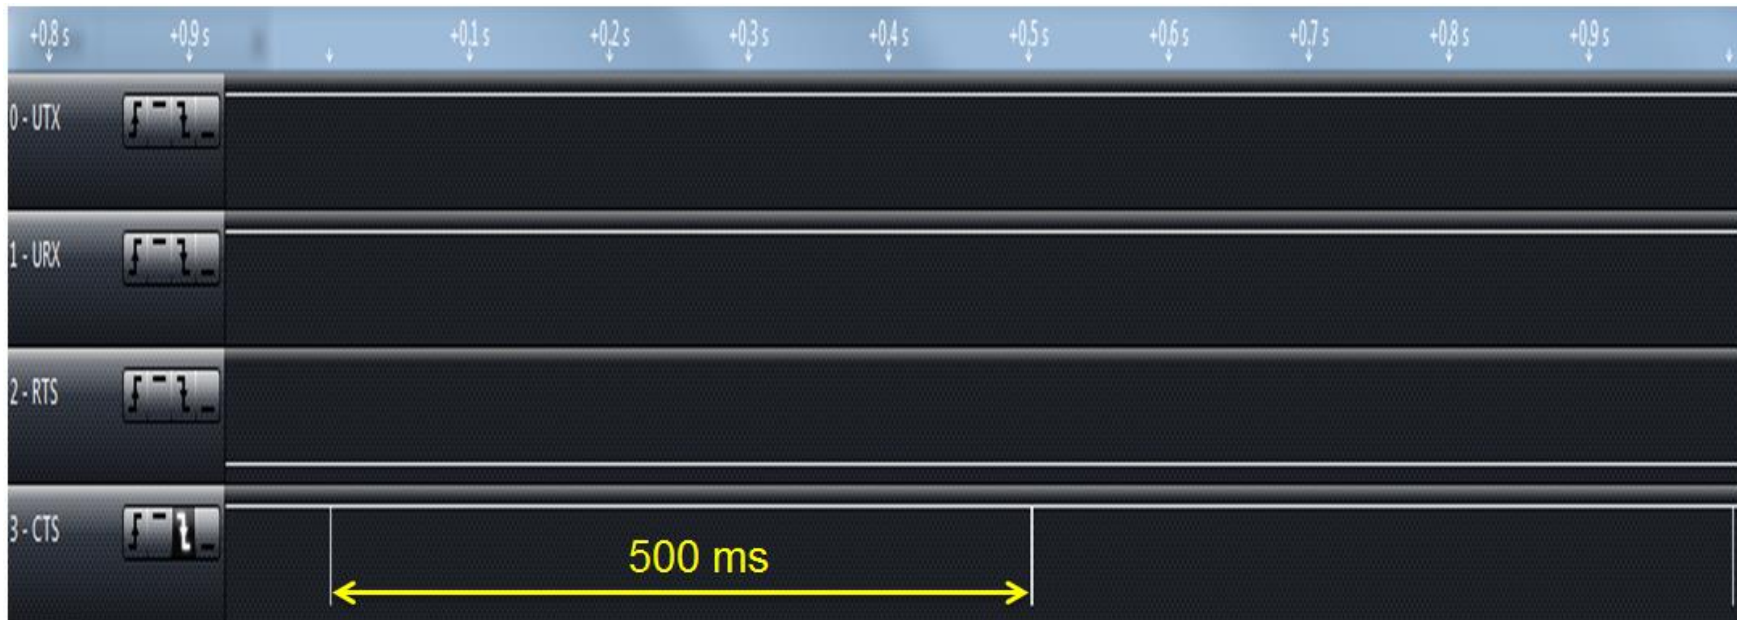 +0.8 s +0.9 s +0.1 s +0.2 s +0.3 s +0.4 s +0.5 s +0.6 s +0.7 s +0.8 s +0.9 s
0 - UTX
1 - URX
2 - RTS
3 - CTS
500 ms